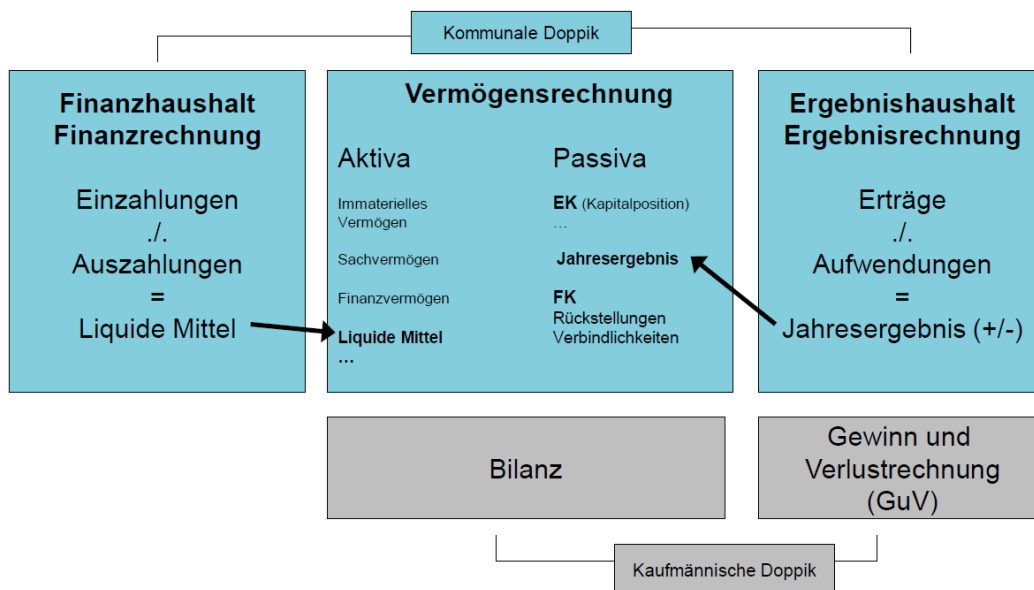 Kommunale Doppik
Finanzhaushalt
Finanzrechnung
Einzahlungen
./.
Auszahlungen
=
Liquide Mittel
Vermögensrechnung
Aktiva
Immaterielles
Vermögen
Sachvermögen
Finanzvermögen
Liquide Mittel
...
Passiva
EK (Kapitalposition)
...
Jahresergebnis
FK
Rückstellungen
Verbindlichkeiten
Ergebnishaushalt
Ergebnisrechnung
Erträge
./.
Aufwendungen
=
Jahresergebnis (+/-)
Bilanz
Gewinn und
Verlustrechnung
(GuV)
Kaufmännische Doppik